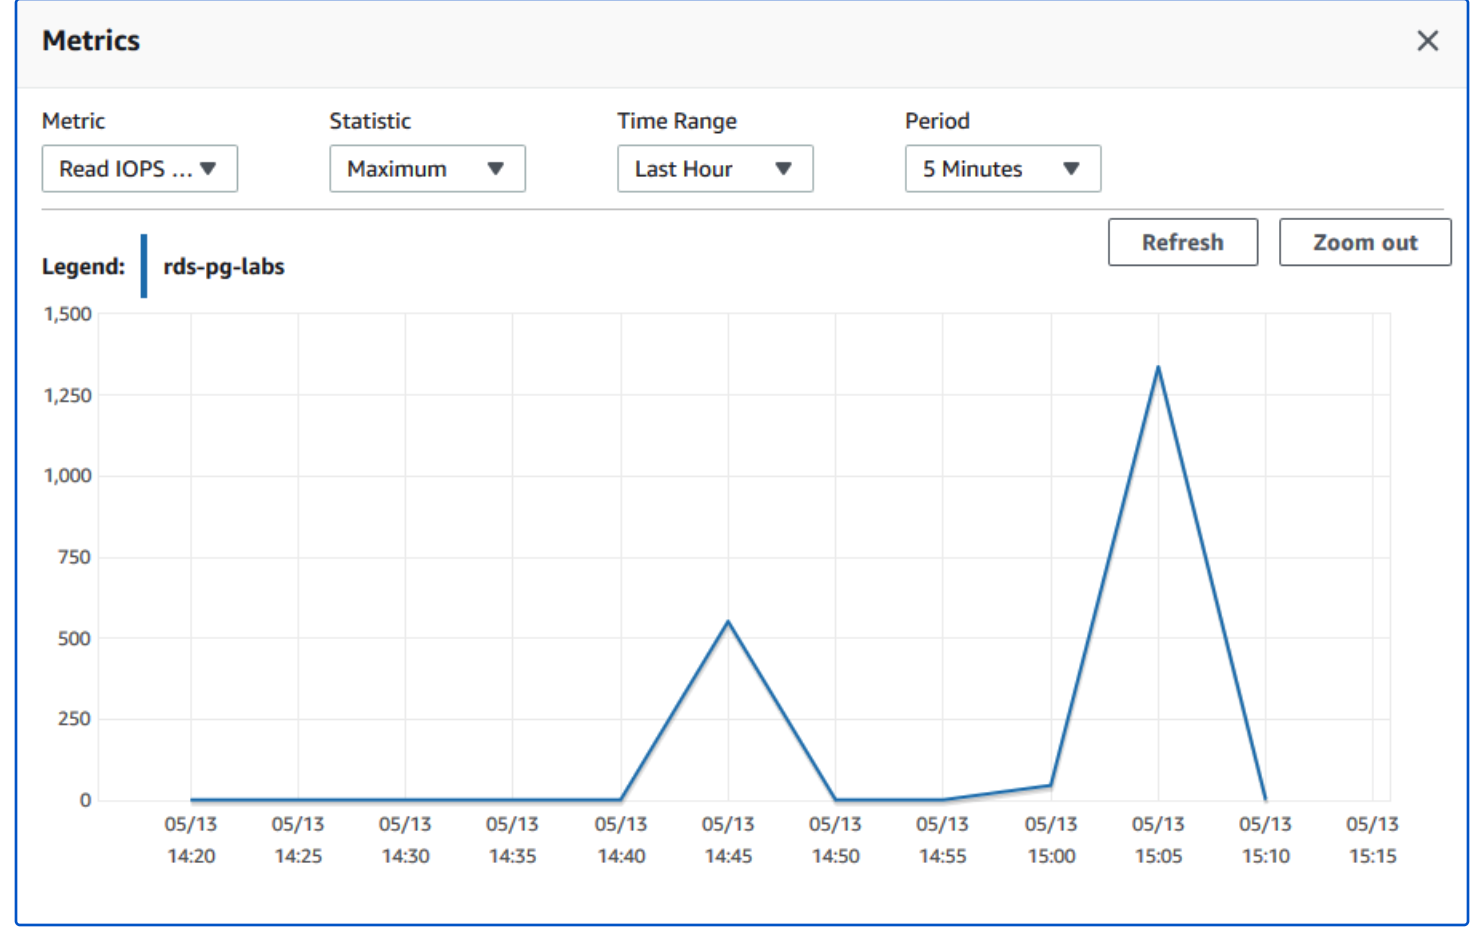 Metrics
Metric Statistic Time Range Period
Read IOPS ... Maximum Last Hour 5 Minutes
Refresh Zoom out
Legend: rds-pg-labs
1,500
1,250
1,000
750
500
250
0
05/13 05/13 05/13 05/13 05/13 05/13 05/13 05/13 05/13 05/13 05/13 05/13
14:20 14:25 14:30 14:35 14:40 14:45 14:50 14:55 15:00 15:05 15:10 15:15